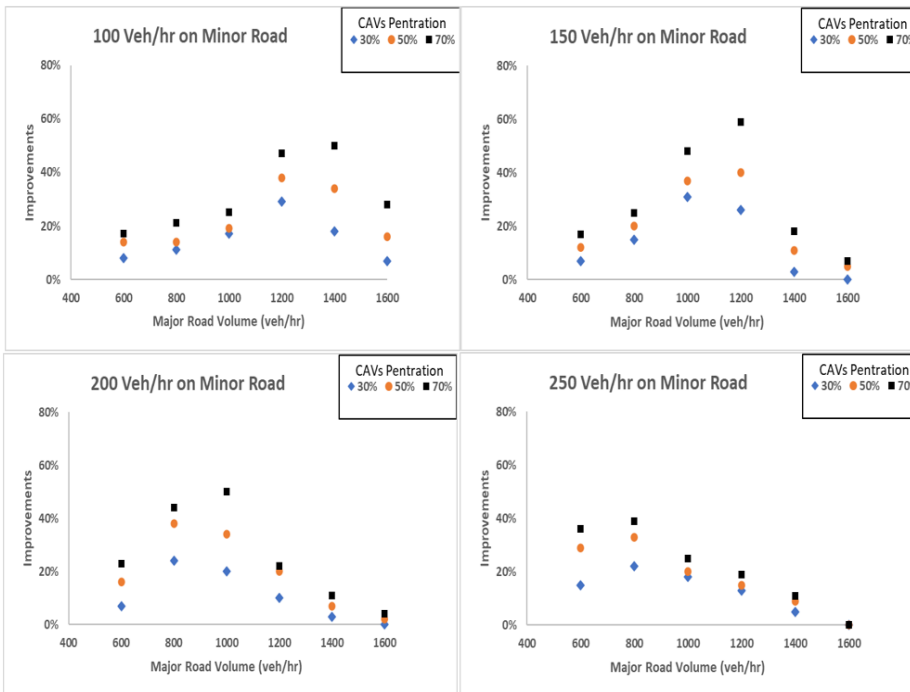 100 Veh/hr on Minor Road
CAVs Pentration
30% 50% 70%
80%
60%
40%
20%
0%
Improvements
400 600 800 1000 1200 1400 1600
Major Road Volume (veh/hr)
150 Veh/hr on Minor Road
CAVs Pentration
30% 50% 70%
80%
60%
40%
20%
0%
Improvements
400 600 800 1000 1200 1400 1600
Major Road Volume (veh/hr)
200 Veh/hr on Minor Road
CAVs Pentration
30% 50% 70%
80%
60%
40%
20%
0%
Improvements
400 600 800 1000 1200 1400 1600
Major Road Volume (veh/hr)
250 Veh/hr on Minor Road
CAVs Pentration
30% 50% 70%
80%
60%
40%
20%
0%
Improvements
400 600 800 1000 1200 1400 1600
Major Road Volume (veh/hr)